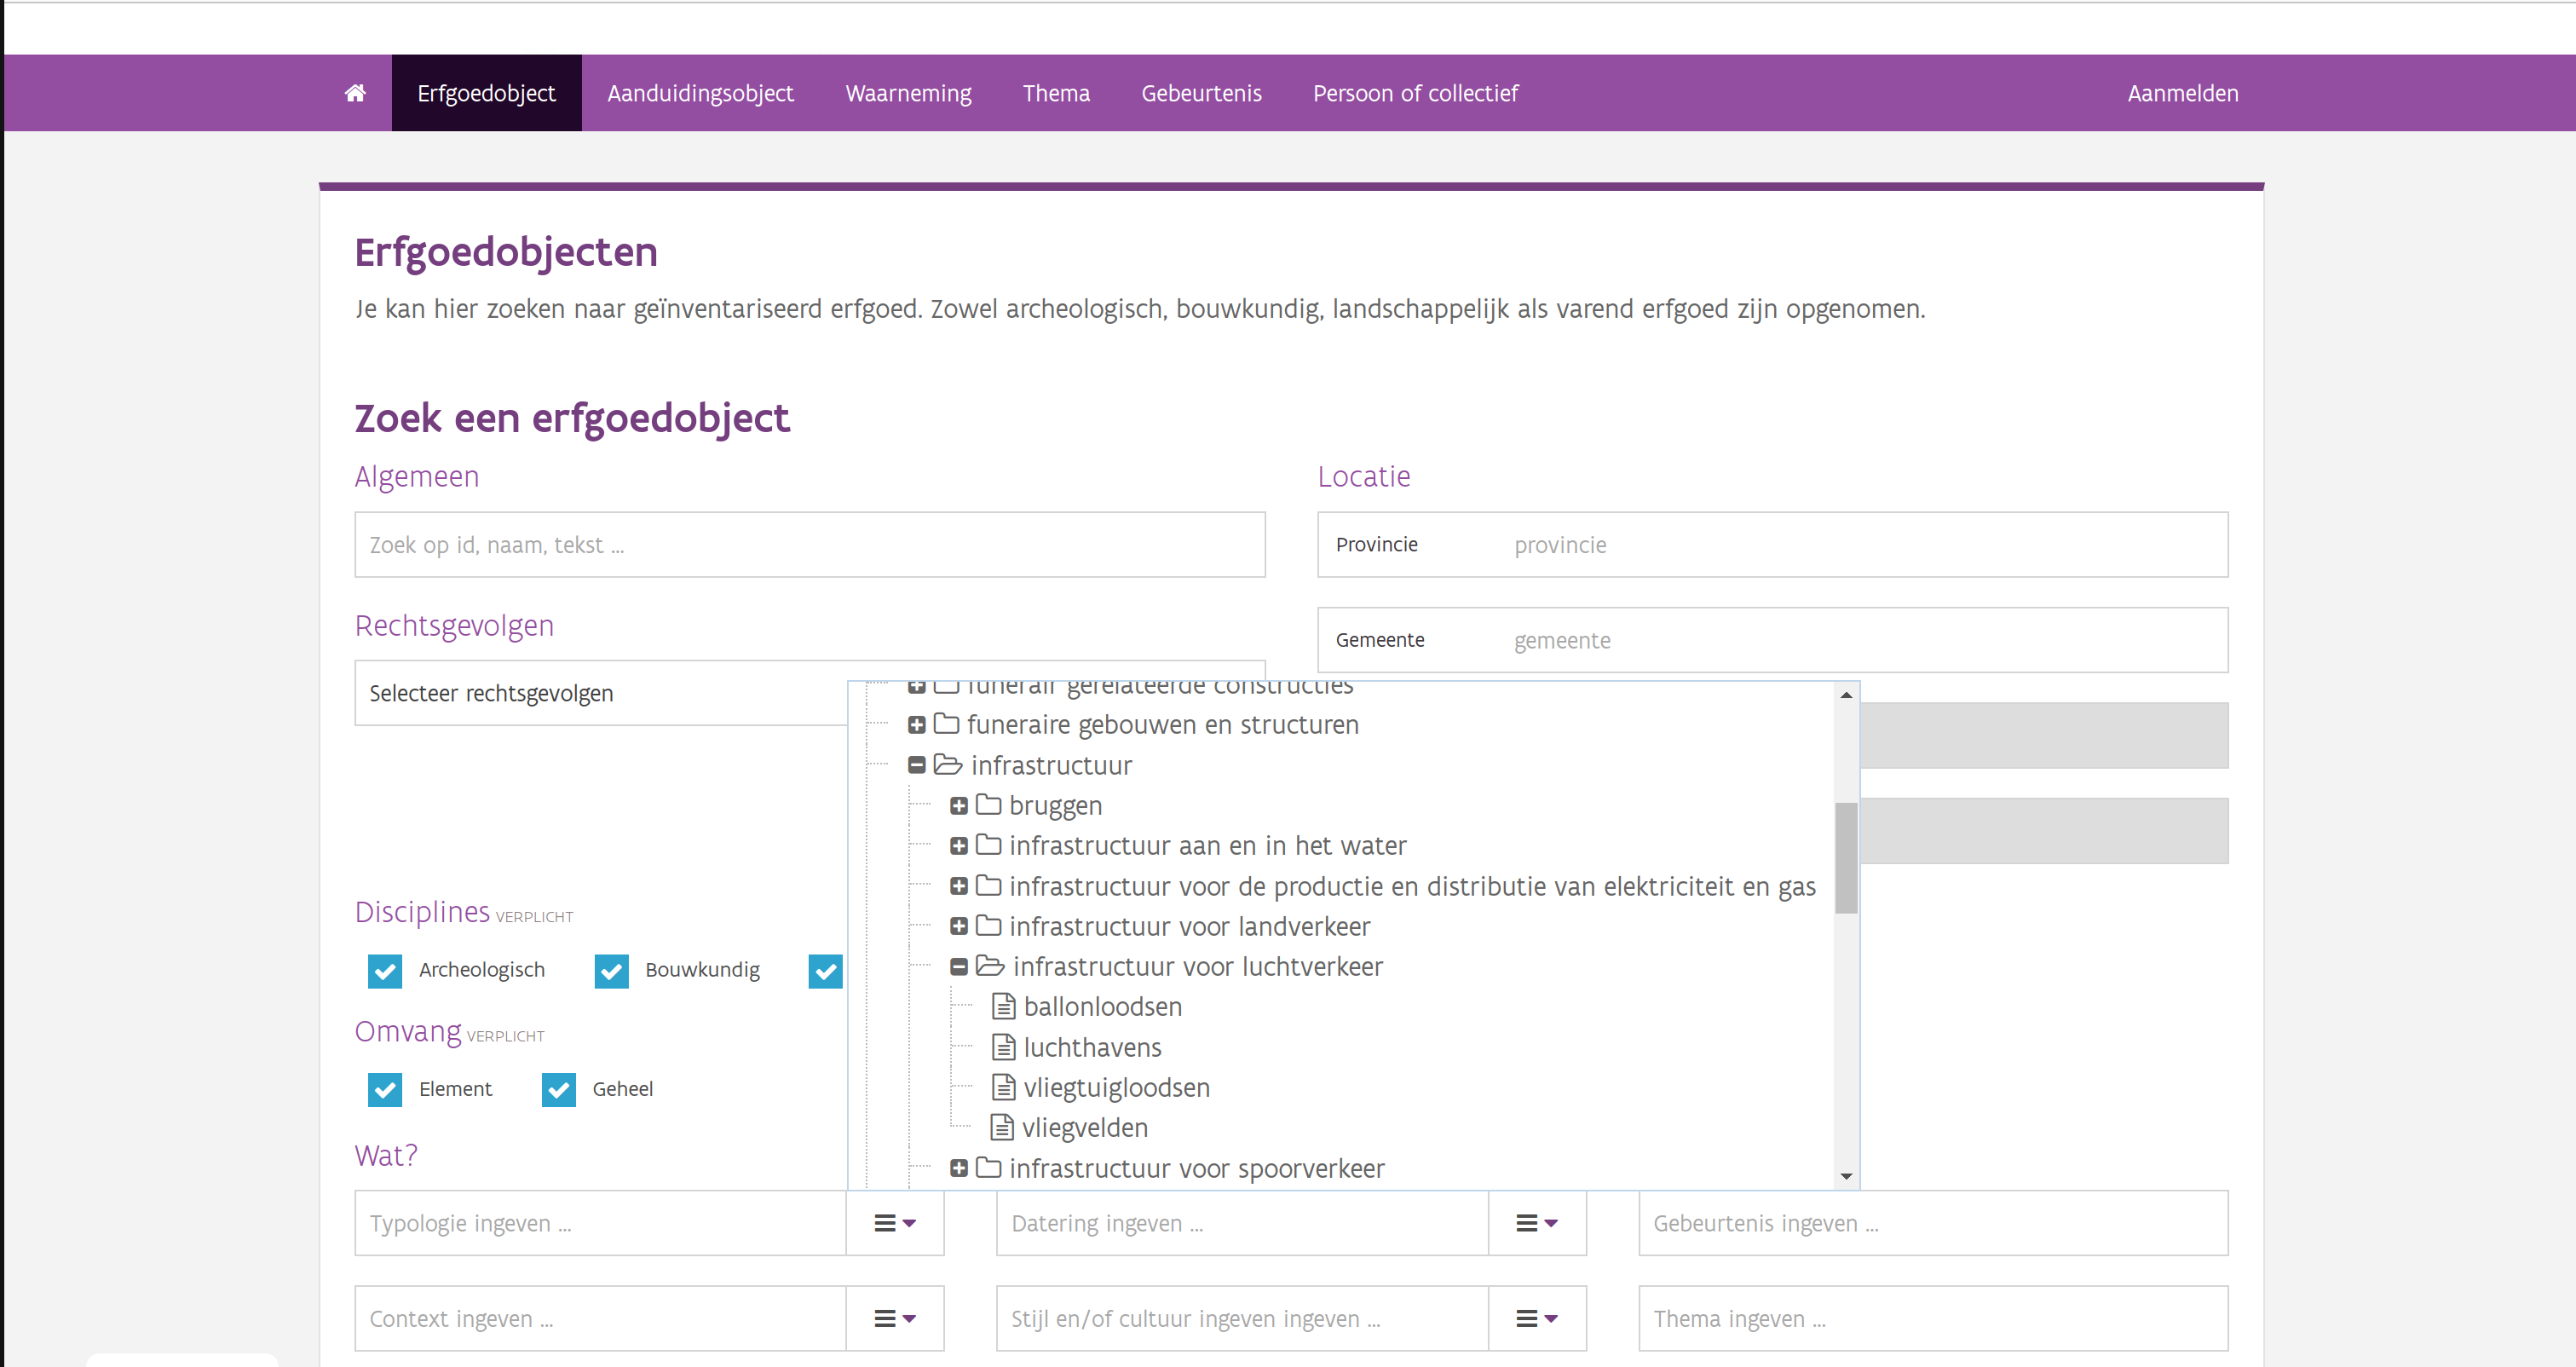 Erfgoedobject Aanduidingsobject Waarneming Thema Gebeurtenis Persoon of collectief Aanmelden
Erfgoedobjecten
Je kan hier zoeken naar geïnventariseerd erfgoed. Zowel archeologisch, bouwkundig, landschappelijk als varend erfgoed zijn opgenomen.
Zoek een erfgoedobject
Algemeen
Zoek op id, naam, tekst ...
Rechtsgevolgen
Selecteer rechtsgevolgen
Locatie
Provincie provincie
Gemeente gemeente
funerair gerelateerde constructies
funeraire gebouwen en structuren
infrastructuur
bruggen
infrastructuur aan en in het water
infrastructuur voor de productie en distributie van elektriciteit en gas
infrastructuur voor landverkeer
infrastructuur voor luchtverkeer
ballonloodsen
luchthavens
vliegtuigloodsen
vliegvelden
infrastructuur voor spoorverkeer
Disciplines VERPLICHT
Archeologisch Bouwkundig
Omvang VERPLICHT
Element Geheel
Wat?
Typologie ingeven ... Datering ingeven ... Gebeurtenis ingeven ...
Context ingeven ... Stijl en/of cultuur ingeven ingeven ... Thema ingeven ...